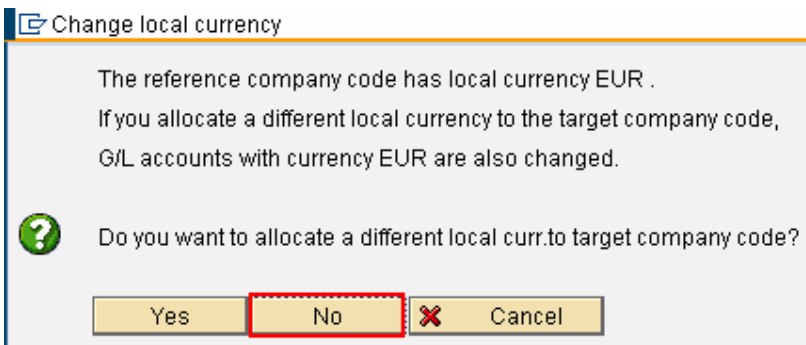 Change local currency
The reference company code has local currency EUR .
If you allocate a different local currency to the target company code,
G/L accounts with currency EUR are also changed.
Do you want to allocate a different local curr.to target company code?
Yes No Cancel